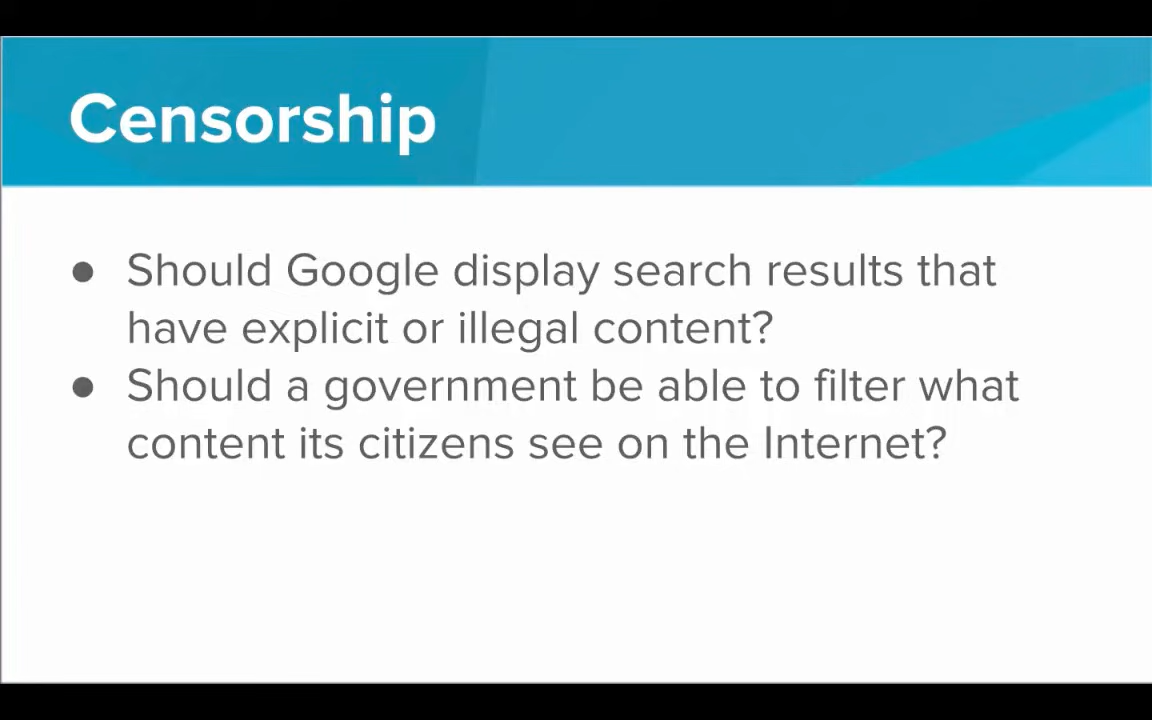 Censorship
● Should Google display search results that
have explicit or illegal content?
● Should a government be able to filter what
content its citizens see on the Internet?